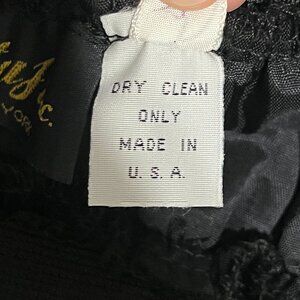 DRY CLEAN
ONLY
MADE IN
U. S. A.